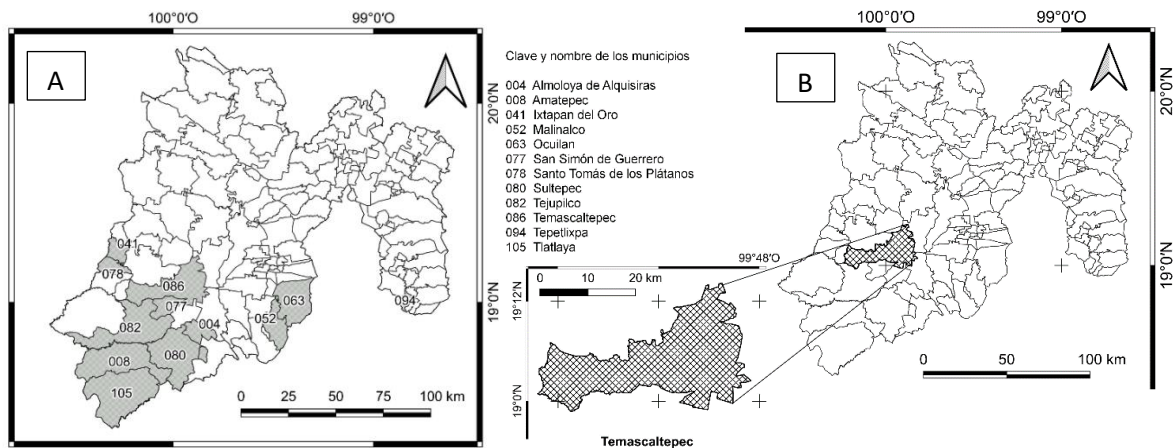 100°0'O
99°0'O
A
20°0'N
19°0'N
041
078
086
077
082
004
063
052
094
008
080
105
0 25 50 75 100 km
Clave y nombre de los municipios
004 Almoloya de Alquisiras
008 Amatepec
041 Ixtapan del Oro
052 Malinalco
063 Ocuilan
077 San Simón de Guerrero
078 Santo Tomás de los Plátanos
080 Sultepec
082 Tejupilco
086 Temascaltepec
094 Tepetlixpa
105 Tlatlaya
100°0'O
99°0'O
B
20°0'N
19°0'N
99°48'O
0 10 20 km
19°12'N
19°0'N
0 50 100 km
Temascaltepec